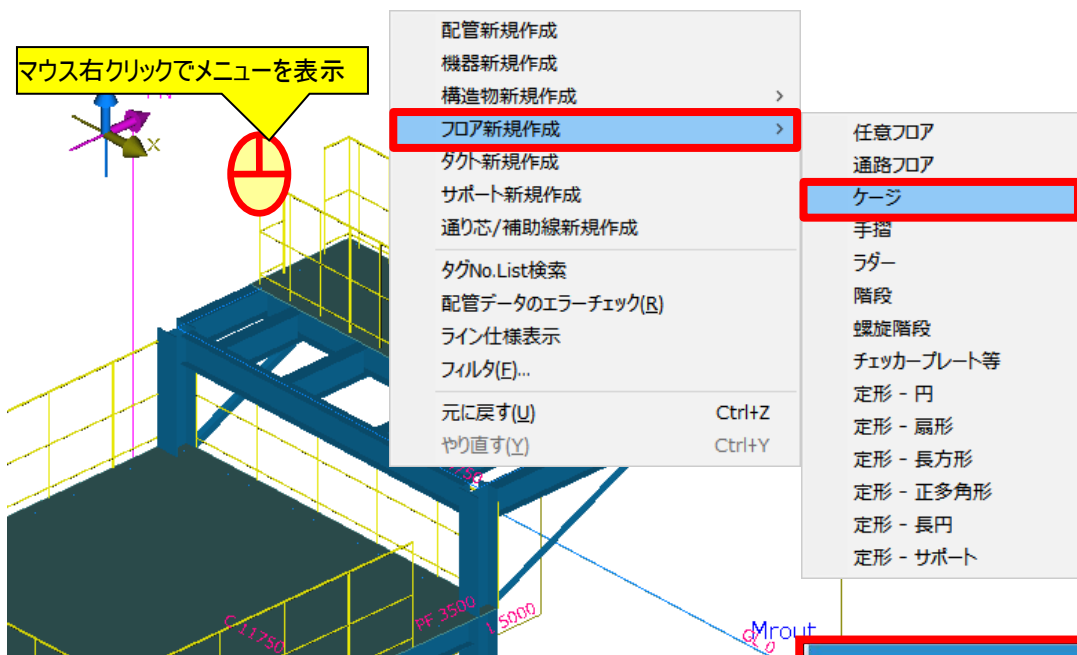 マウス右クリックでメニューを表示
X
配管新規作成
機器新規作成
構造物新規作成 >
フロア新規作成 >
ダクト新規作成
サポート新規作成
通り芯/補助線新規作成
タグNo.List検索
配管データのエラーチェック(R)
ライン仕様表示
フィルタ(F)...
元に戻す(U) Ctrl+Z
やり直す(Y) Ctrl+Y
任意フロア
通路フロア
ケージ
手摺
ラダー
階段
螺旋階段
チェッカープレート等
定形 - 円
定形 - 扇形
定形 - 長方形
定形 - 正多角形
定形 - 長円
定形 - サポート
C 11750
PF 3500
L 5000
Mrout
GL 0